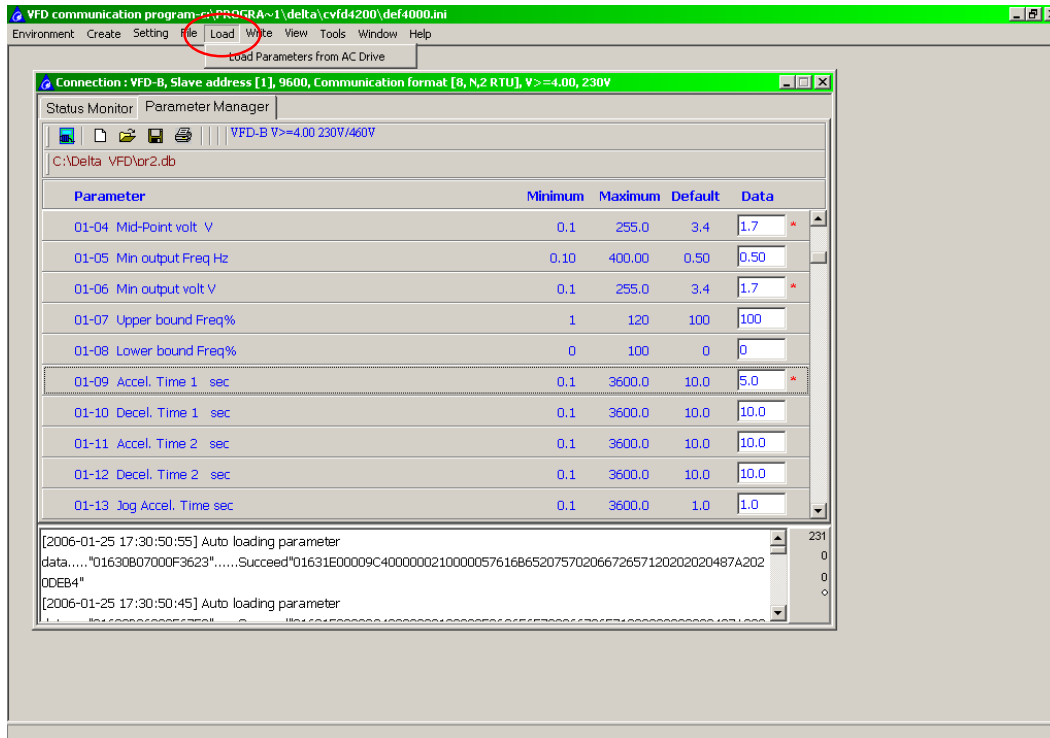 VFD communication program-c:\PROGRA~1\delta\cvfd4200\def4000.ini
Environment Create Setting File Load Write View Tools Window Help
Load Parameters from AC Drive
Connection : VFD-B, Slave address [1], 9600, Communication format [8, N,2 RTU], V>=4.00, 230V
Status Monitor Parameter Manager
VFD-B V>=4.00 230V/460V
C:\Delta VFD\pr2.db
Parameter Minimum Maximum Default Data
01-04 Mid-Point volt V 0.1 255.0 3.4 1.7 *
01-05 Min output Freq Hz 0.10 400.00 0.50 0.50
01-06 Min output volt V 0.1 255.0 3.4 1.7 *
01-07 Upper bound Freq% 1 120 100 100
01-08 Lower bound Freq% 0 100 0 0
01-09 Accel. Time 1 sec 0.1 3600.0 10.0 5.0 *
01-10 Decel. Time 1 sec 0.1 3600.0 10.0 10.0
01-11 Accel. Time 2 sec 0.1 3600.0 10.0 10.0
01-12 Decel. Time 2 sec 0.1 3600.0 10.0 10.0
01-13 Jog Accel. Time sec 0.1 3600.0 1.0 1.0
[2006-01-25 17:30:50:55] Auto loading parameter
data....."01630B07000F3623"......Succeed"01631E00009C4000000210000057616B65207570206672657120202020487A202
0DEB4"
[2006-01-25 17:30:50:45] Auto loading parameter
231
0
0